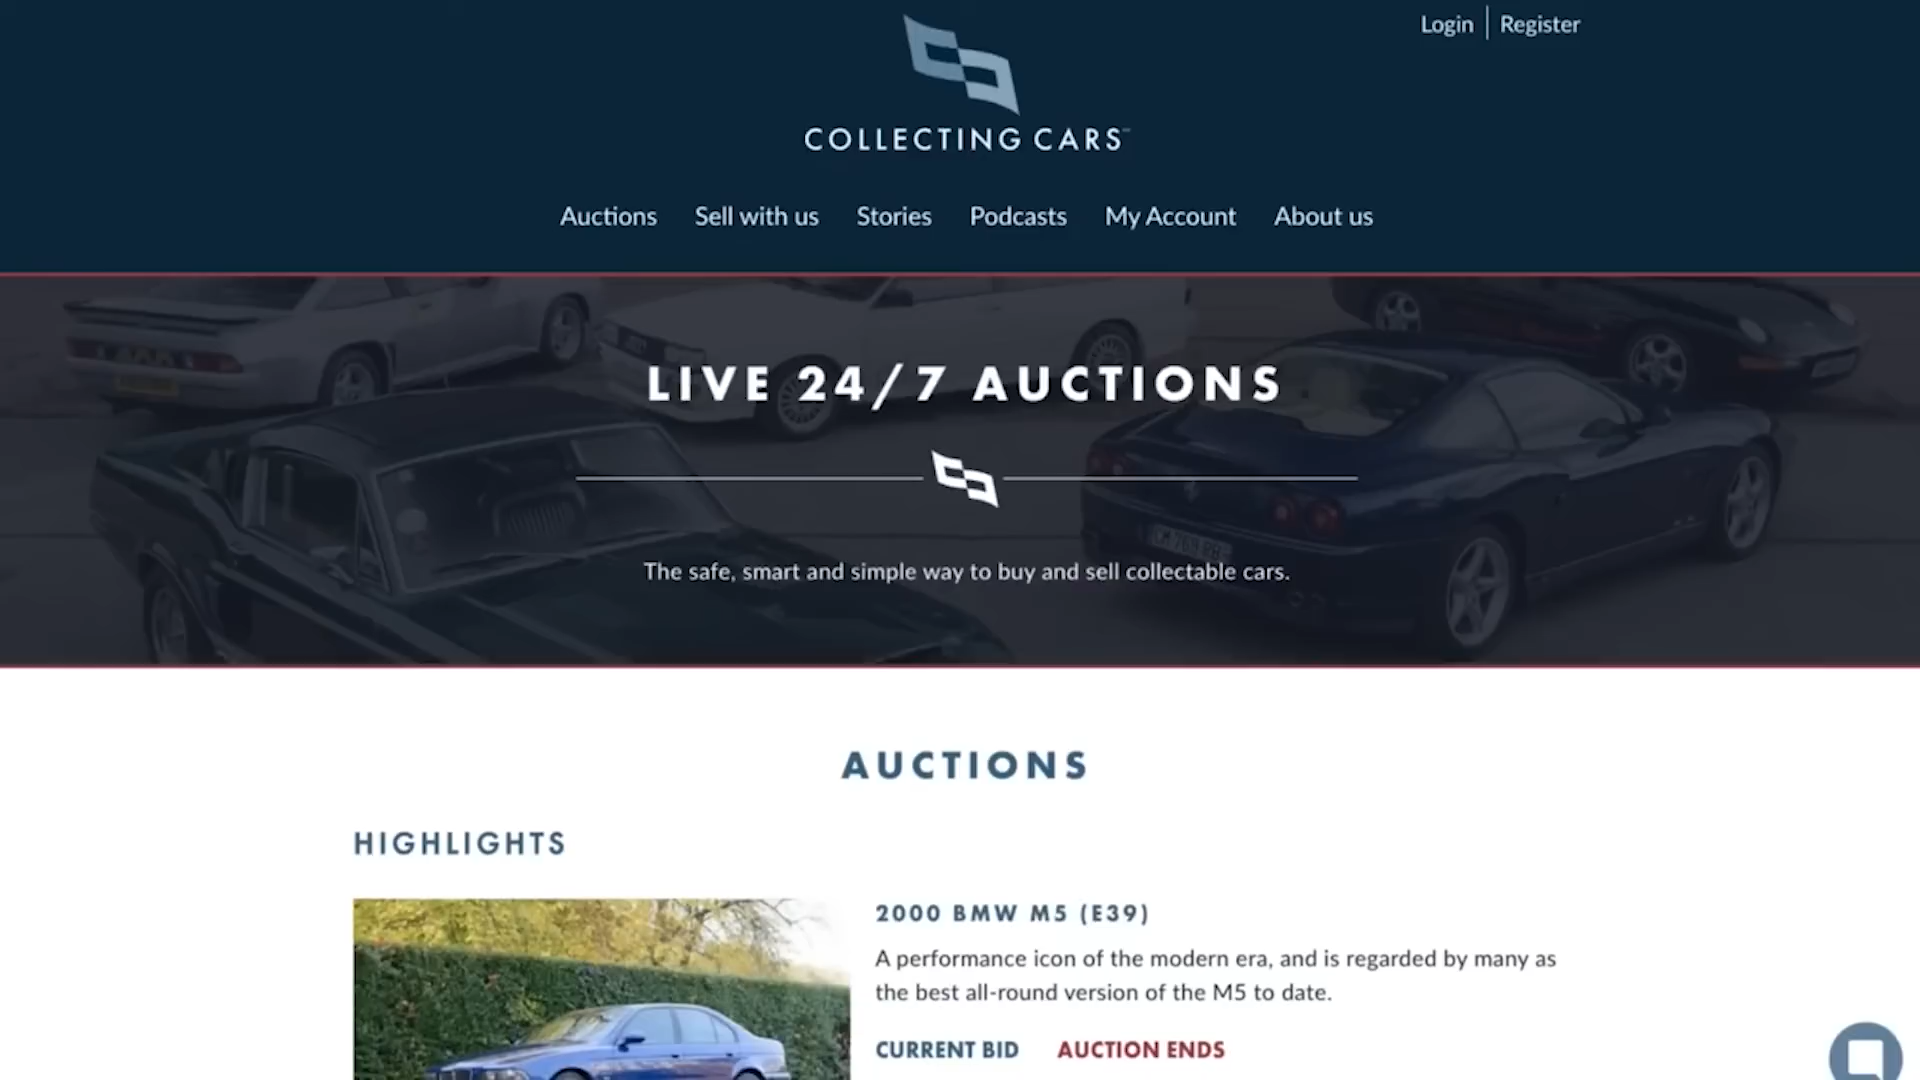 Login Register
COLLECTING CARS
Auctions Sell with us Stories Podcasts My Account About us
LIVE 24/7 AUCTIONS
The safe, smart and simple way to buy and sell collectable cars.
AUCTIONS
HIGHLIGHTS
2000 BMW M5 (E39)
A performance icon of the modern era, and is regarded by many as
the best all-round version of the M5 to date.
CURRENT BID AUCTION ENDS